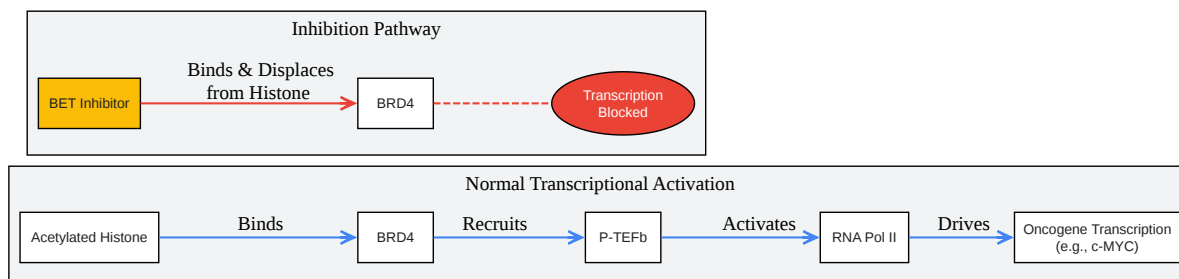 Inhibition Pathway
Binds & Displaces
from Histone
BET Inhibitor
BRD4
Transcription
Blocked
Normal Transcriptional Activation
Acetylated Histone
Binds
BRD4
Recruits
P-TEFb
Activates
RNA Pol II
Drives
Oncogene Transcription
(e.g., c-MYC)